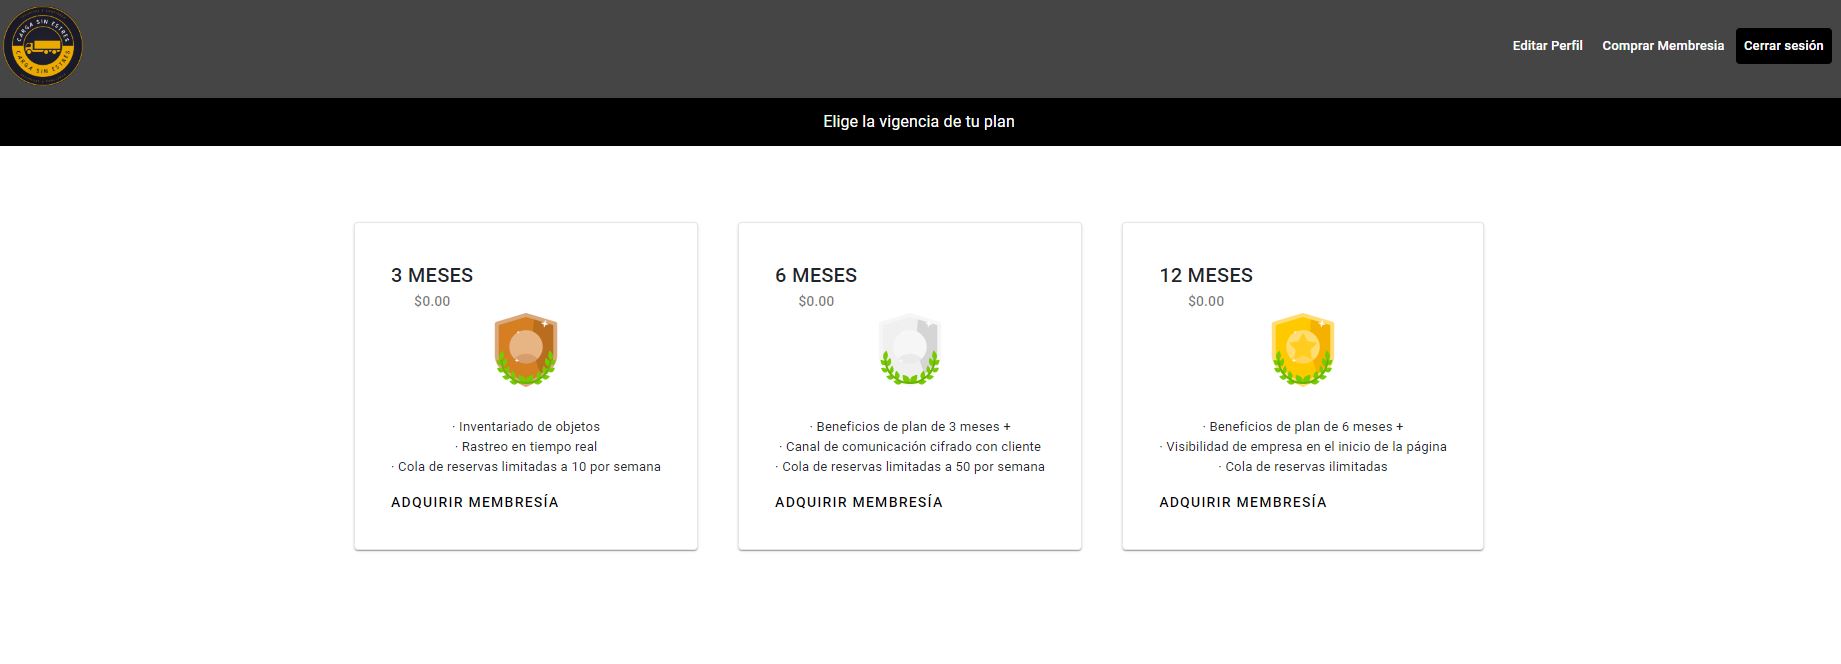 CARGA SIN ESTRÉS
CARGA SIN ESTRÉS
Editar Perfil
Comprar Membresia
Cerrar sesión
Elige la vigencia de tu plan
3 MESES
$0.00
· Inventariado de objetos
· Rastreo en tiempo real
· Cola de reservas limitadas a 10 por semana
ADQUIRIR MEMBRESÍA
6 MESES
$0.00
· Beneficios de plan de 3 meses +
· Canal de comunicación cifrado con cliente
· Cola de reservas limitadas a 50 por semana
ADQUIRIR MEMBRESÍA
12 MESES
$0.00
· Beneficios de plan de 6 meses +
· Visibilidad de empresa en el inicio de la página
· Cola de reservas ilimitadas
ADQUIRIR MEMBRESÍA